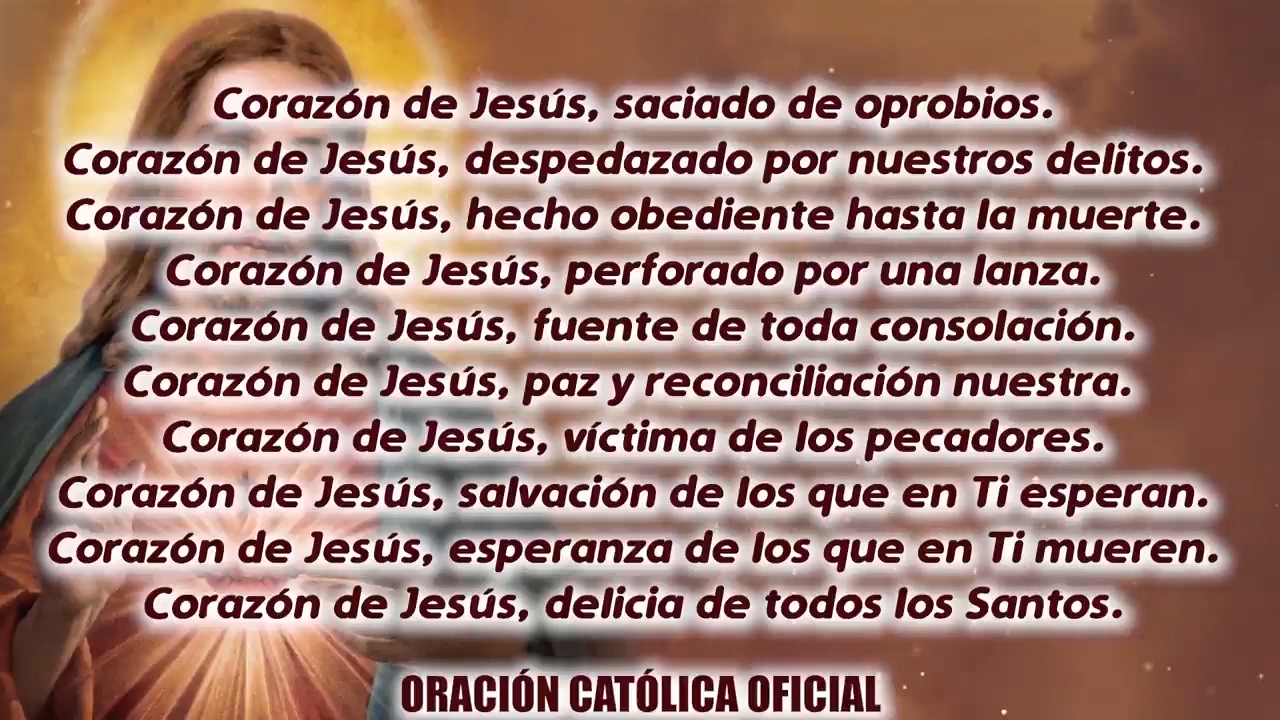 Corazón de Jesús, saciado de oprobios.
Corazón de Jesús, despedazado por nuestros delitos.
Corazón de Jesús, hecho obediente hasta la muerte.
Corazón de Jesús, perforado por una lanza.
Corazón de Jesús, fuente de toda consolación.
Corazón de Jesús, paz y reconciliación nuestra.
Corazón de Jesús, víctima de los pecadores.
Corazón de Jesús, salvación de los que en Ti esperan.
Corazón de Jesús, esperanza de los que en Ti mueren.
Corazón de Jesús, delicia de todos los Santos.
ORACIÓN CATÓLICA OFICIAL